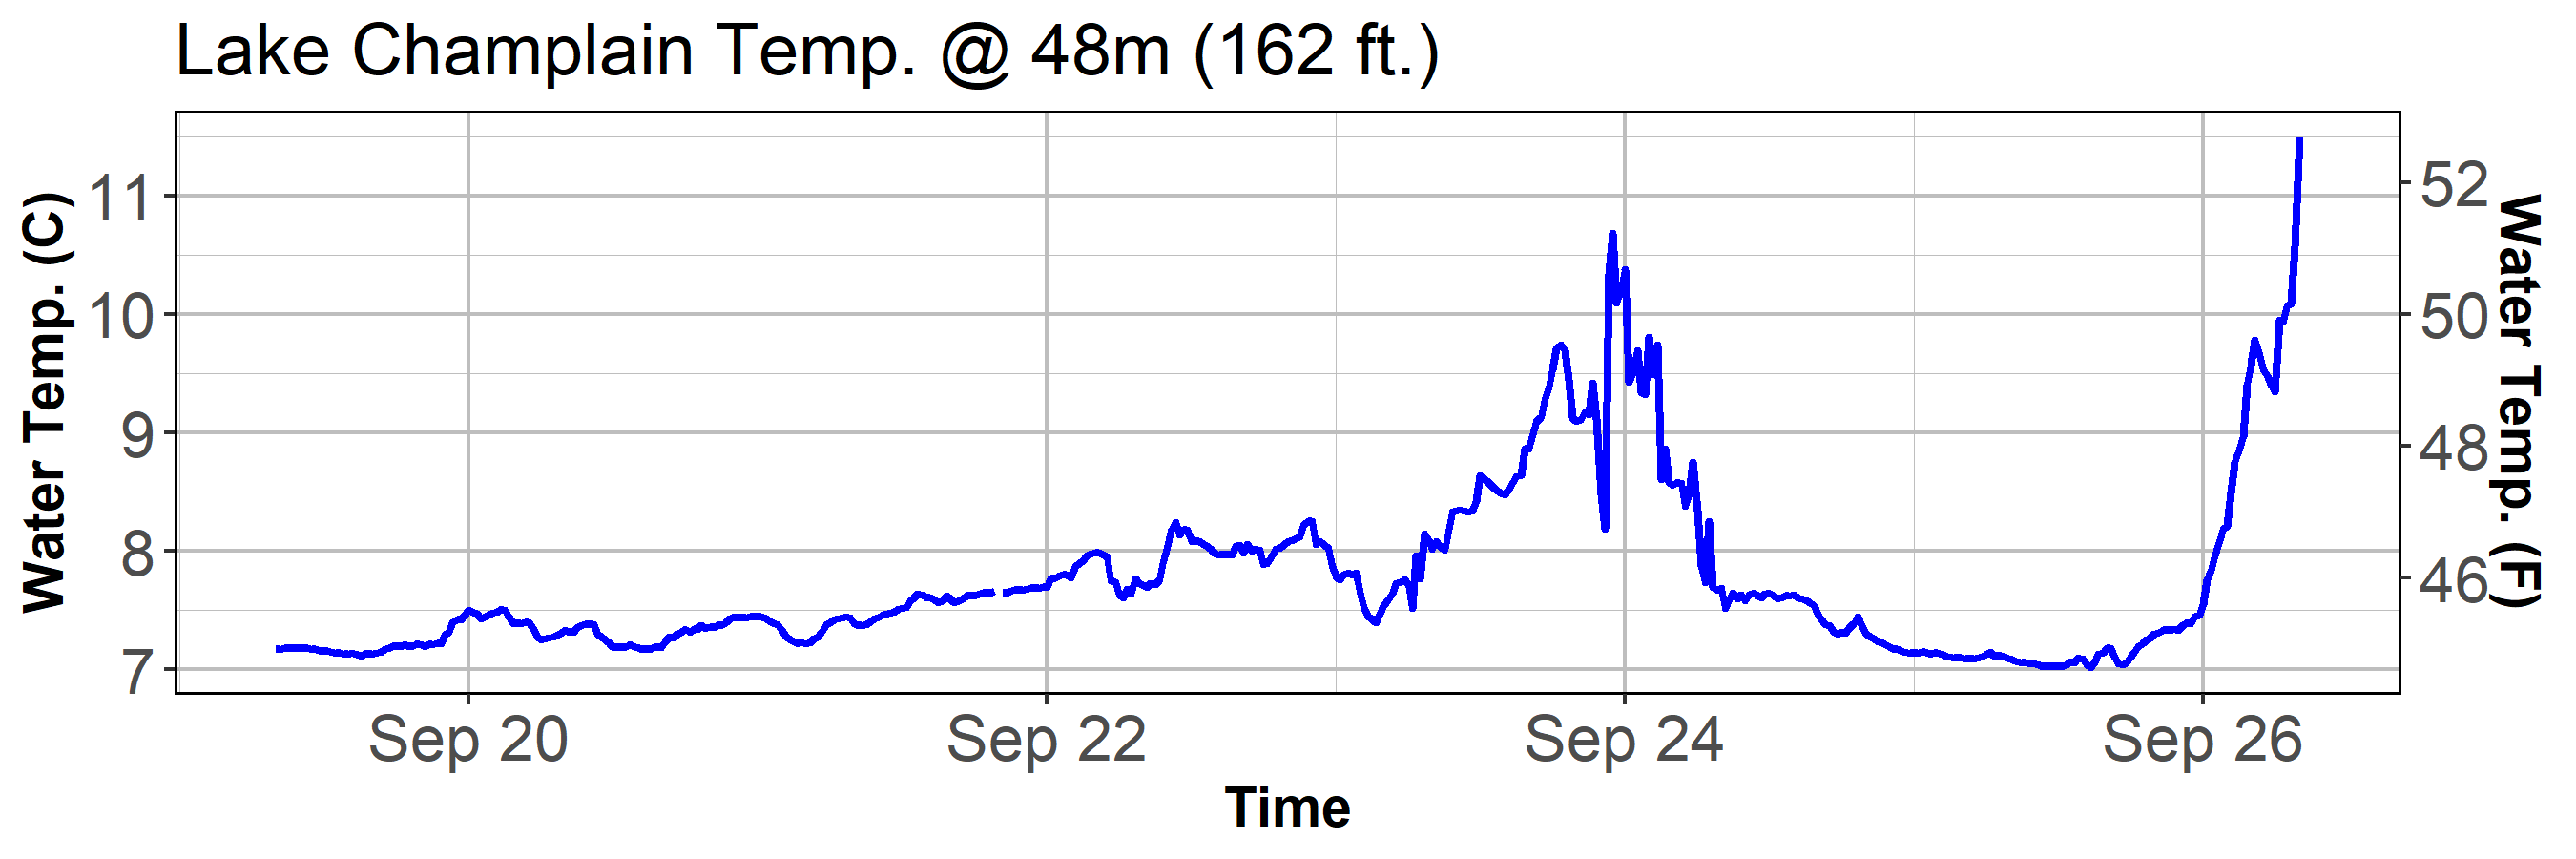 Lake Champlain Temp. @ 48m (162 ft.)
Water Temp. (C)
11
10
9
8
7
52
50
48
46
Water Temp. (F)
Sep 20
Sep 22
Sep 24
Sep 26
Time